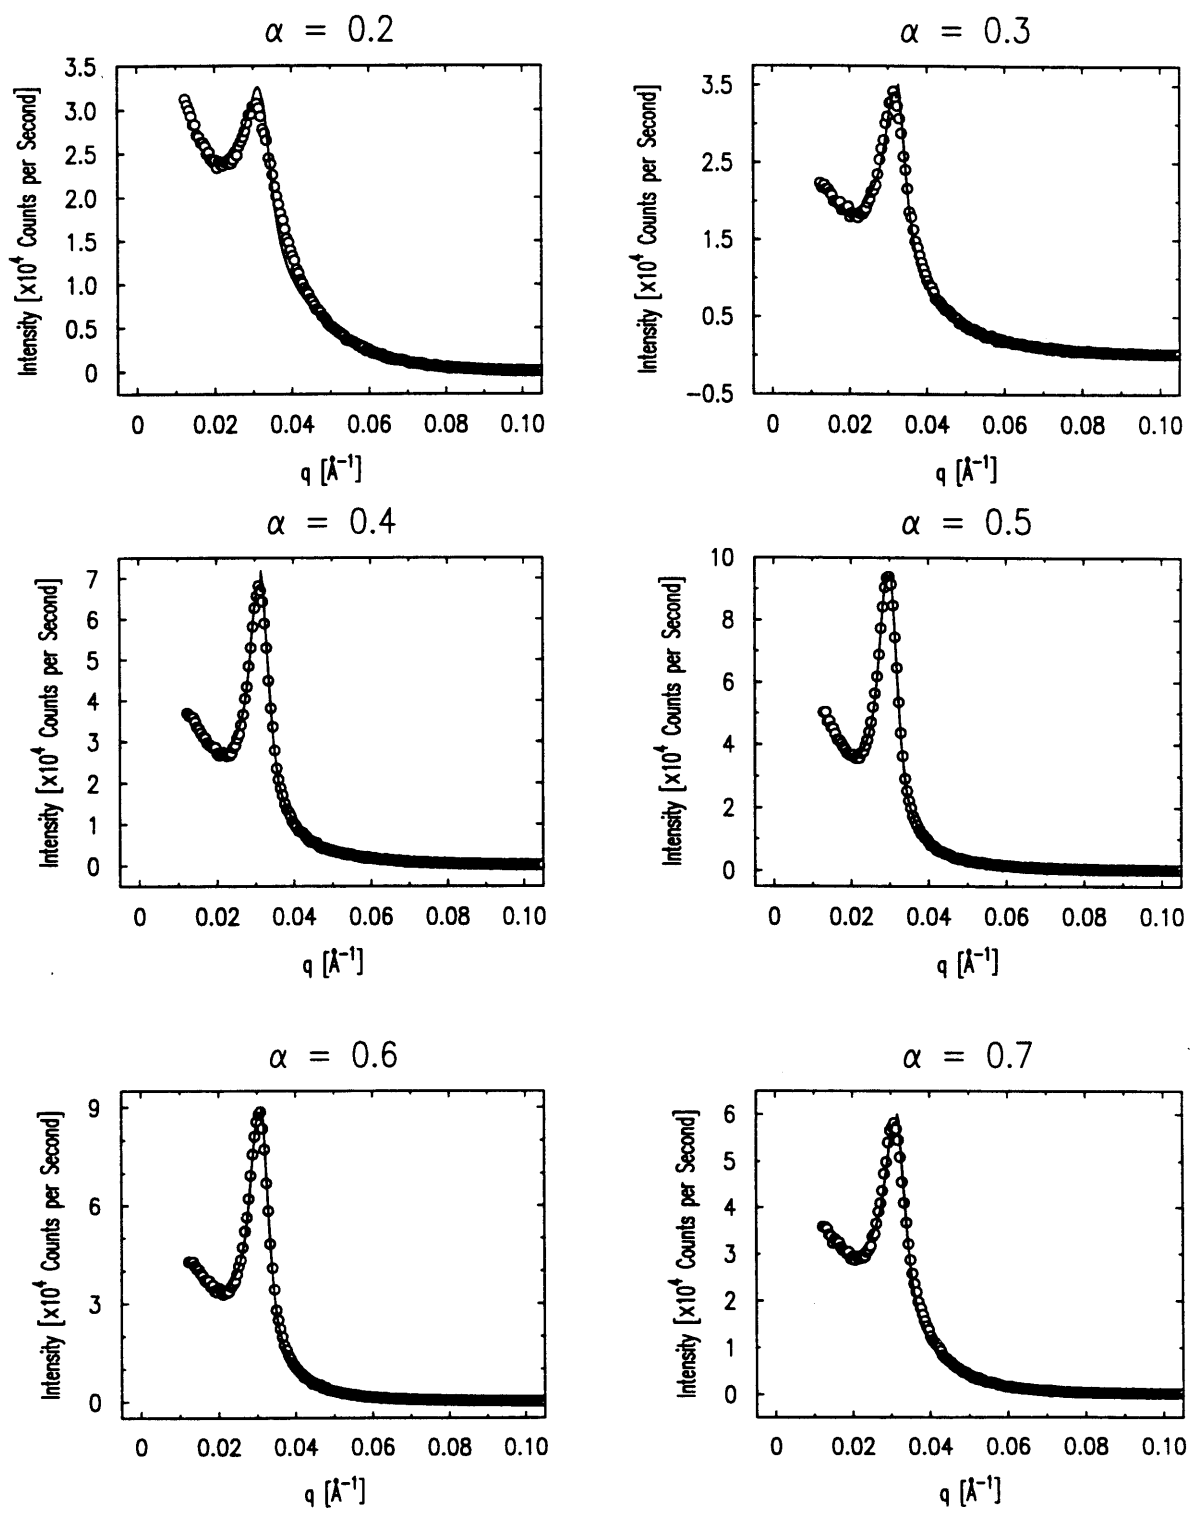 α = 0.2
3.5
3.0
2.5
2.0
1.5
1.0
0.5
0
Intensity [x10⁴ Counts per Second]
0 0.02 0.04 0.06 0.08 0.10
q [Å⁻¹]
α = 0.3
3.5
2.5
1.5
0.5
−0.5
Intensity [x10⁴ Counts per Second]
0 0.02 0.04 0.06 0.08 0.10
q [Å⁻¹]
α = 0.4
7
6
5
4
3
2
1
0
Intensity [x10⁴ Counts per Second]
0 0.02 0.04 0.06 0.08 0.10
q [Å⁻¹]
α = 0.5
10
8
6
4
2
0
Intensity [x10⁴ Counts per Second]
0 0.02 0.04 0.06 0.08 0.10
q [Å⁻¹]
α = 0.6
9
6
3
0
Intensity [x10⁴ Counts per Second]
0 0.02 0.04 0.06 0.08 0.10
q [Å⁻¹]
α = 0.7
6
5
4
3
2
1
0
Intensity [x10⁴ Counts per Second]
0 0.02 0.04 0.06 0.08 0.10
q [Å⁻¹]